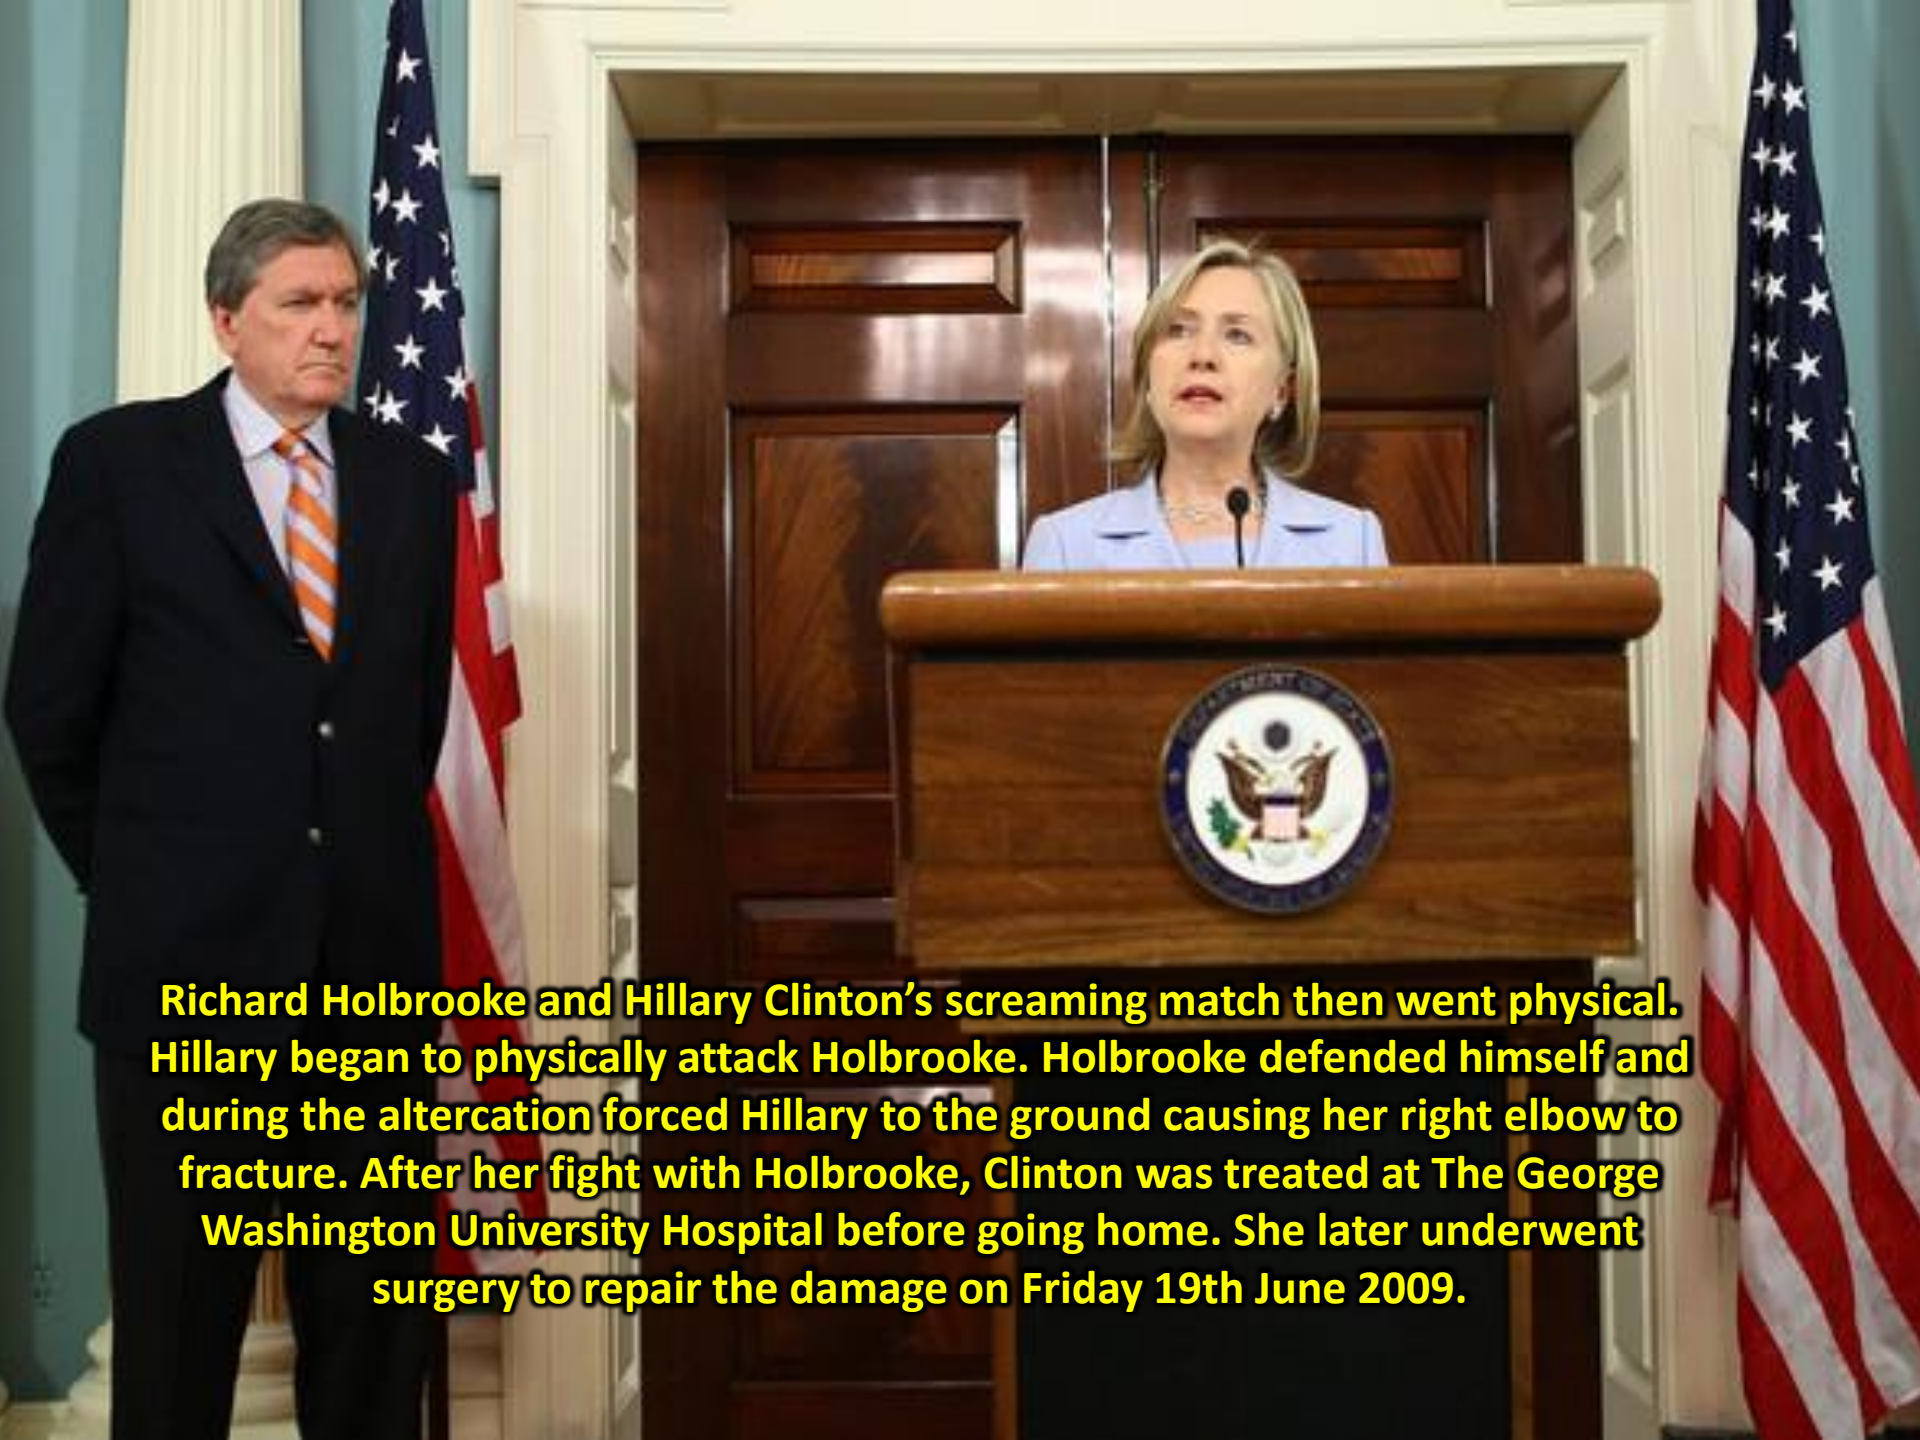 Richard Holbrooke and Hillary Clinton’s screaming match then went physical.
Hillary began to physically attack Holbrooke. Holbrooke defended himself and
during the altercation forced Hillary to the ground causing her right elbow to
fracture. After her fight with Holbrooke, Clinton was treated at The George
Washington University Hospital before going home. She later underwent
surgery to repair the damage on Friday 19th June 2009.
DEPARTMENT OF STATE